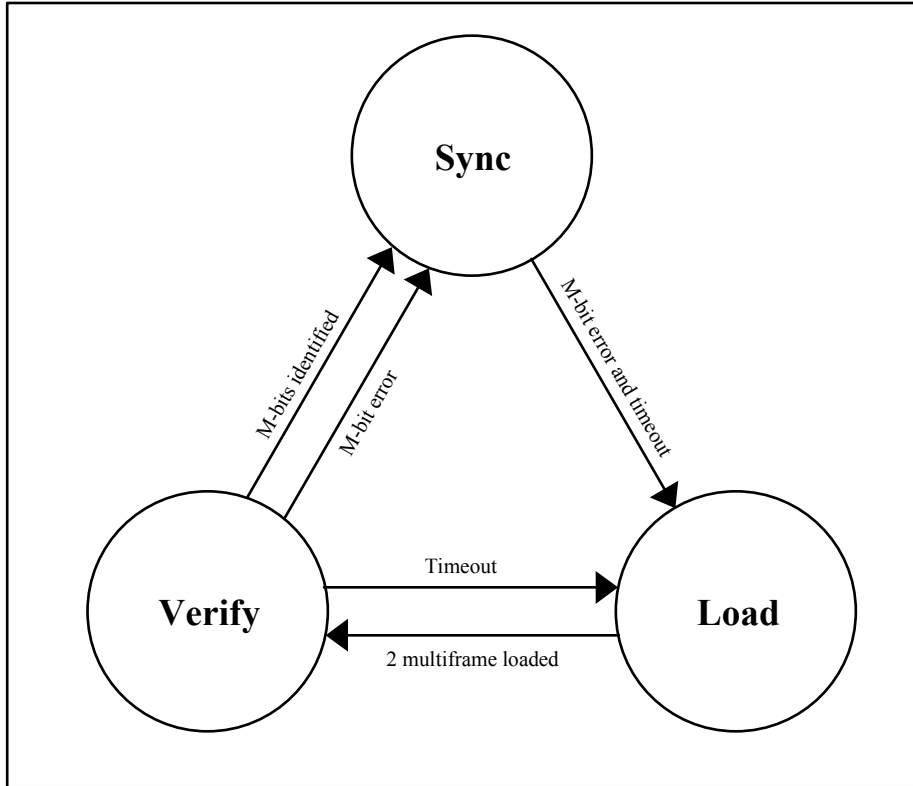 Sync
M-bits identified
M-bit error
M-bit error and timeout
Timeout
Verify
Load
2 multiframe loaded